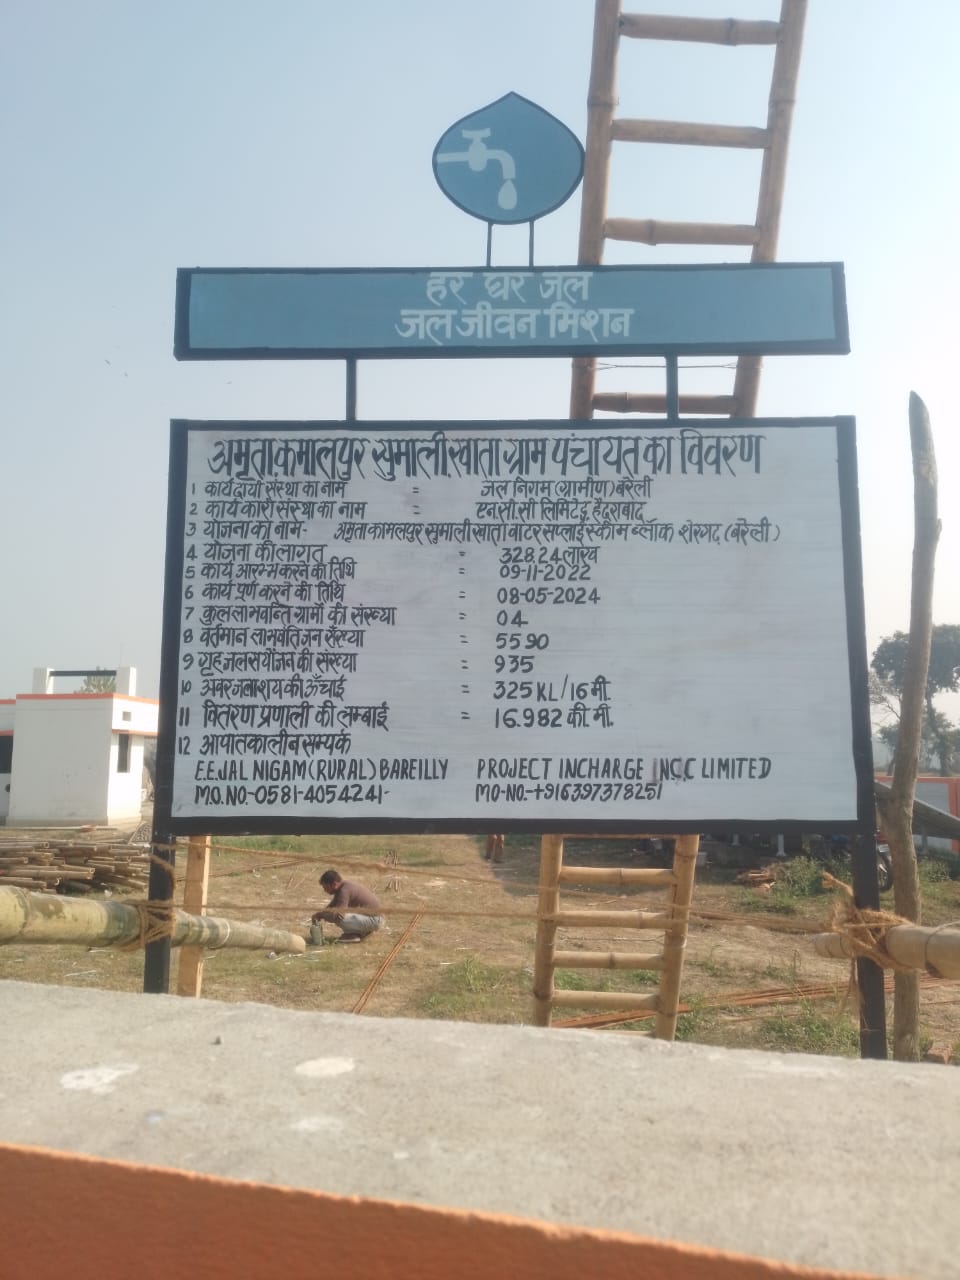 हर घर जल
जल जीवन मिशन
अमृता कमालपुर सुमाली खाता ग्राम पंचायत का विवरण
1 कार्यदायी संस्था का नाम = जल निगम (ग्रामीण) बरेली
2 कार्य कारी संस्था का नाम = एन.सी.सी लिमिटेड, हैदराबाद
3 योजना का नाम- अमृता कामलपुर सुमाली खाता वाटर सप्लाई स्कीम ब्लॉक शेरगढ़ (बरेली)
4 योजना की लागत = 328.24 लाख
5 कार्य आरम्भ करने का तिथि = 09-11-2022
6 कार्य पूर्ण करने की तिथि = 08-05-2024
7 कुल लाभवन्ति ग्रामों की संख्या = 04
8 वर्तमान लाभवंति जन सँख्या = 5590
9 गृह जल सयोंजन की संख्या = 935
10 अवर जलाशय की ऊँचाई = 325 KL/16 मी.
11 वितरण प्रणाली की लम्बाई = 16.982 की.मी.
12 आपातकालीन सम्पर्क
E.E.JAL NIGAM (RURAL) BAREILLY PROJECT INCHARGE N.C.C LIMITED
M.O.NO.-0581-4054241- MO-NO.-+916397378251